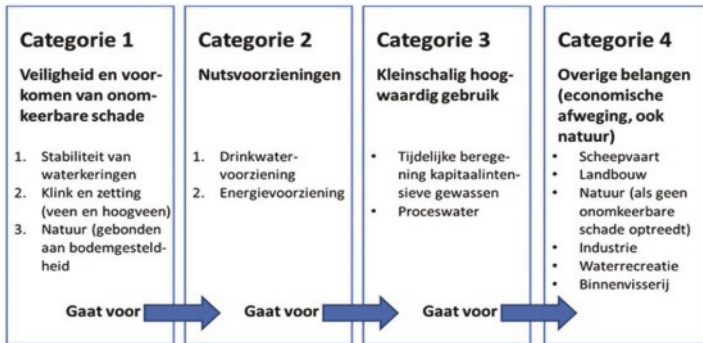 Categorie 1
Veiligheid en voor-
komen van onom-
keerbare schade
1. Stabiliteit van
waterkeringen
2. Klink en zetting
(veen en hoogveen)
3. Natuur (gebonden
aan bodemgesteld-
heid
Gaat voor
Categorie 2
Nutsvoorzieningen
1. Drinkwater-
voorziening
2. Energievoorziening
Gaat voor
Categorie 3
Kleinschalig hoog-
waardig gebruik
• Tijdelijke berege-
ning kapitaalinten-
sieve gewassen
• Proceswater
Gaat voor
Categorie 4
Overige belangen
(economische
afweging, ook
natuur)
• Scheepvaart
• Landbouw
• Natuur (als geen
onomkeerbare
schade optreedt)
• Industrie
• Waterrecreatie
• Binnenvisserij